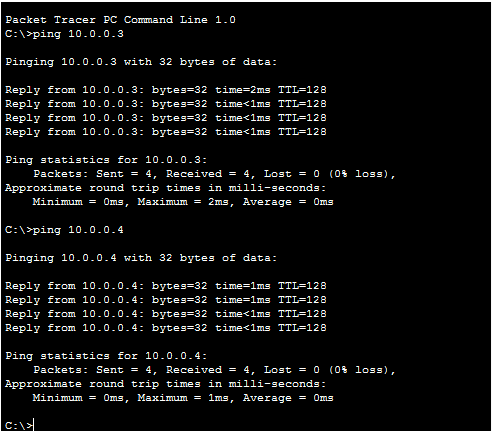 Packet Tracer PC Command Line 1.0
C:\>ping 10.0.0.3
Pinging 10.0.0.3 with 32 bytes of data:
Reply from 10.0.0.3: bytes=32 time=2ms TTL=128
Reply from 10.0.0.3: bytes=32 time<1ms TTL=128
Reply from 10.0.0.3: bytes=32 time<1ms TTL=128
Reply from 10.0.0.3: bytes=32 time<1ms TTL=128
Ping statistics for 10.0.0.3:
Packets: Sent = 4, Received = 4, Lost = 0 (0% loss),
Approximate round trip times in milli-seconds:
Minimum = 0ms, Maximum = 2ms, Average = 0ms
C:\>ping 10.0.0.4
Pinging 10.0.0.4 with 32 bytes of data:
Reply from 10.0.0.4: bytes=32 time=1ms TTL=128
Reply from 10.0.0.4: bytes=32 time=1ms TTL=128
Reply from 10.0.0.4: bytes=32 time<1ms TTL=128
Reply from 10.0.0.4: bytes=32 time<1ms TTL=128
Ping statistics for 10.0.0.4:
Packets: Sent = 4, Received = 4, Lost = 0 (0% loss),
Approximate round trip times in milli-seconds:
Minimum = 0ms, Maximum = 1ms, Average = 0ms
C:\>